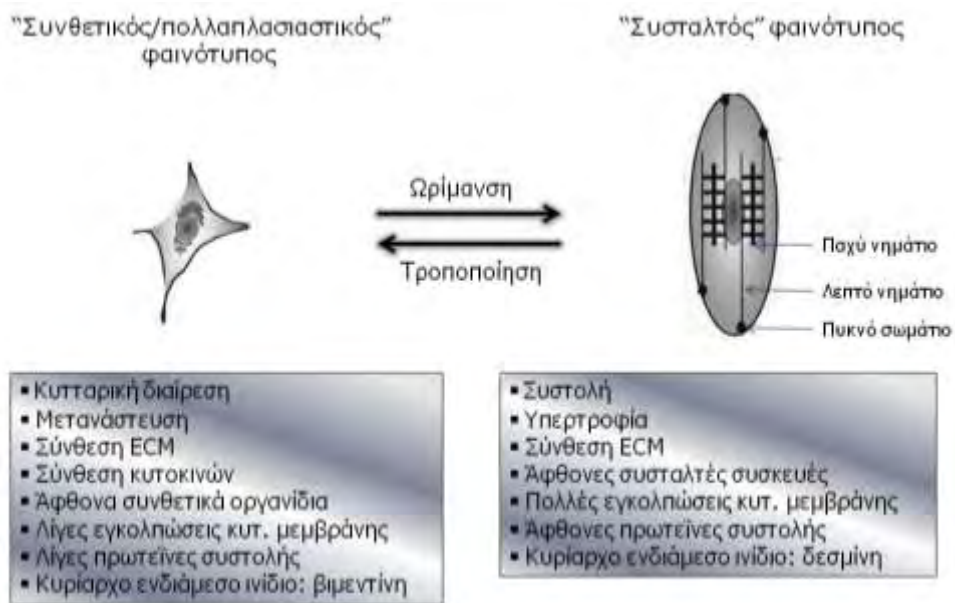 "Συνθετικός/πολλαπλασιαστικός"
φαινότυπος
"Συσταλτός" φαινότυπος
Ωρίμανση
Τροποποίηση
Παχύ νημάτιο
Λεπτό νημάτιο
Πυκνό σωμάτιο
▪ Κυτταρική διαίρεση
▪ Μετανάστευση
▪ Σύνθεση ECM
▪ Σύνθεση κυτοκινών
▪ Άφθονα συνθετικά οργανίδια
▪ Λίγες εγκολπώσεις κυτ. μεμβράνης
▪ Λίγες πρωτεΐνες συστολής
▪ Κυρίαρχο ενδιάμεσο ινίδιο: βιμεντίνη
▪ Συστολή
▪ Υπερτροφία
▪ Σύνθεση ECM
▪ Άφθονες συσταλτές συσκευές
▪ Πολλές εγκολπώσεις κυτ. μεμβράνης
▪ Άφθονες πρωτεΐνες συστολής
▪ Κυρίαρχο ενδιάμεσο ινίδιο: δεσμίνη